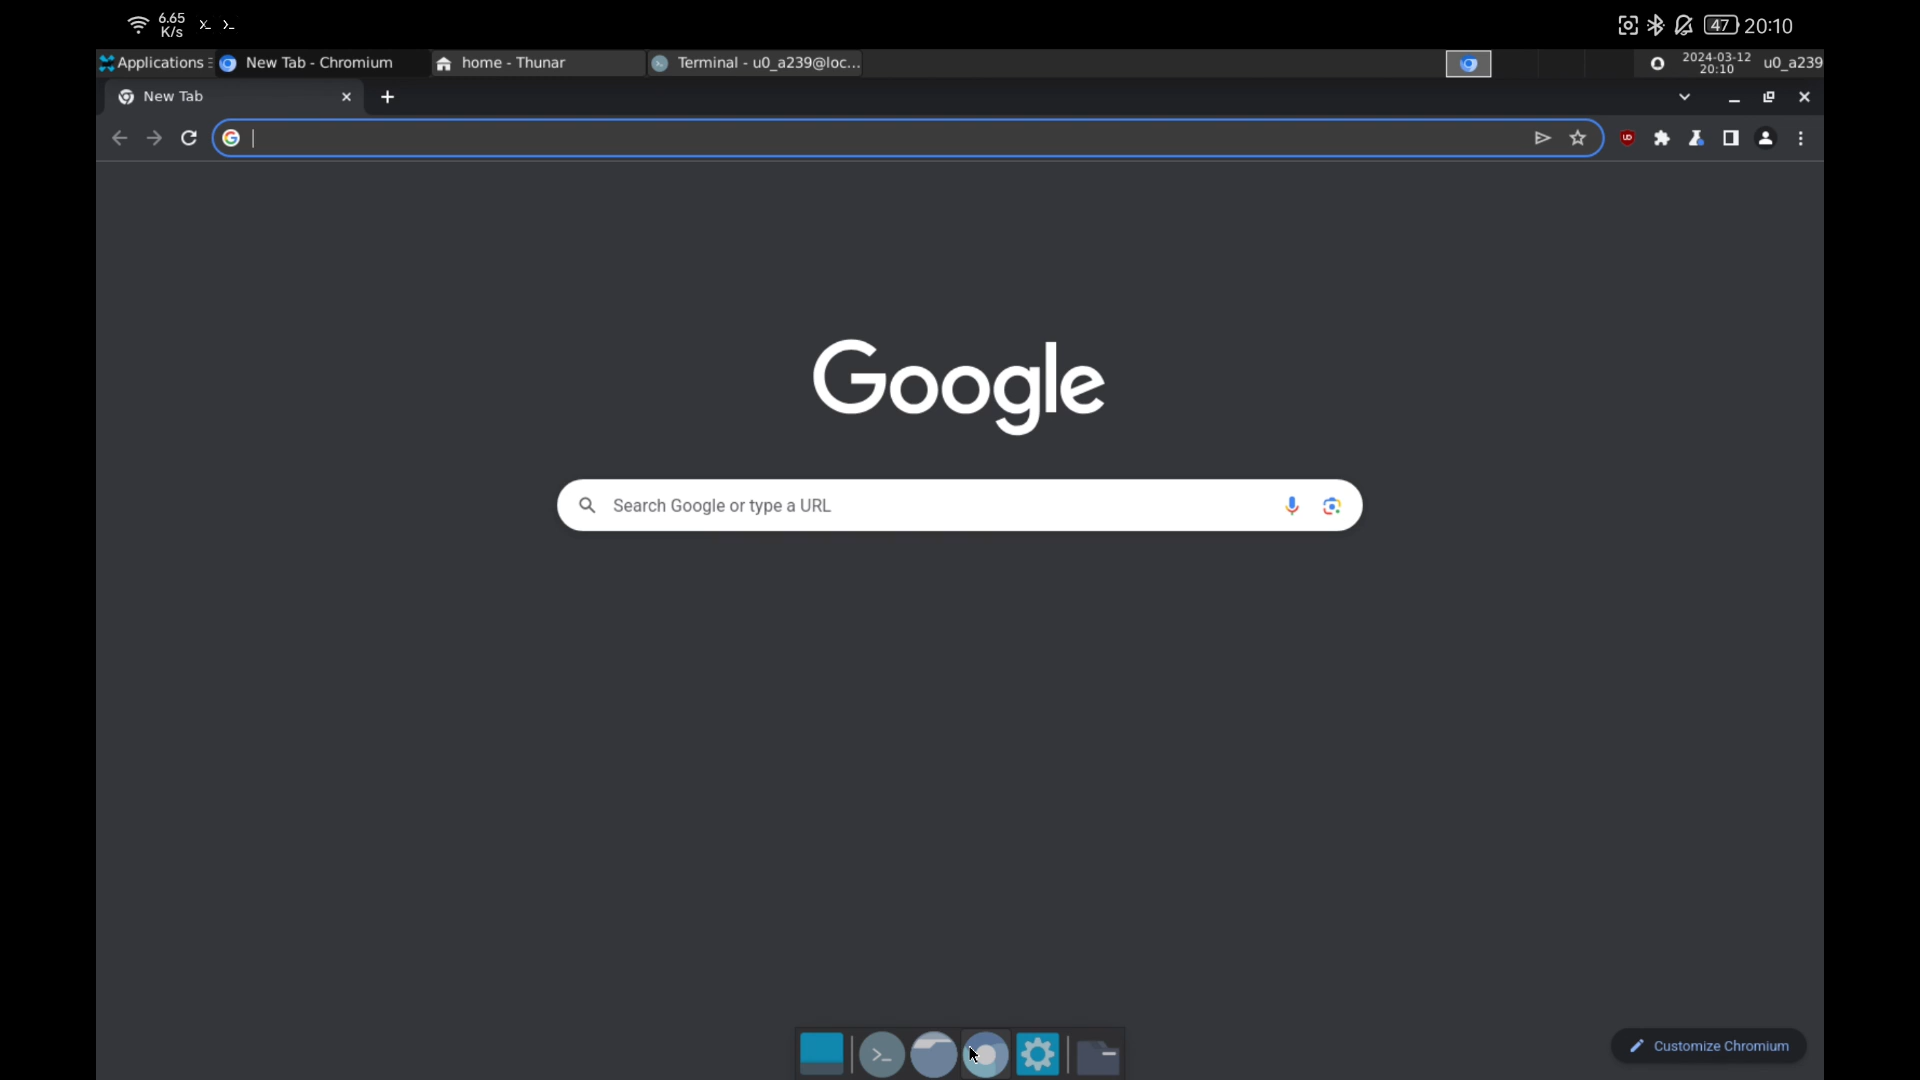 6.65
K/s
47 20:10
Applications
New Tab - Chromium
home - Thunar
Terminal - u0_a239@loc...
2024-03-12
20:10
u0_a239
New Tab
Google
Search Google or type a URL
Customize Chromium